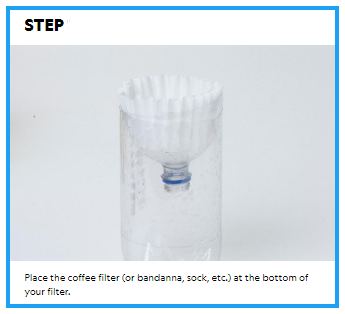 STEP
Place the coffee filter (or bandanna, sock, etc.) at the bottom of
your filter.